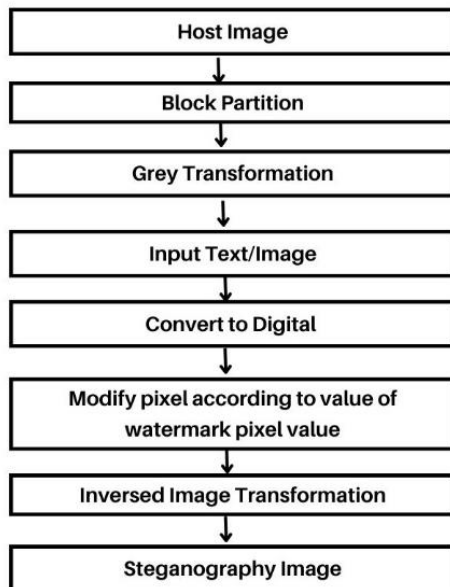 Host Image
Block Partition
Grey Transformation
Input Text/Image
Convert to Digital
Modify pixel according to value of
watermark pixel value
Inversed Image Transformation
Steganography Image